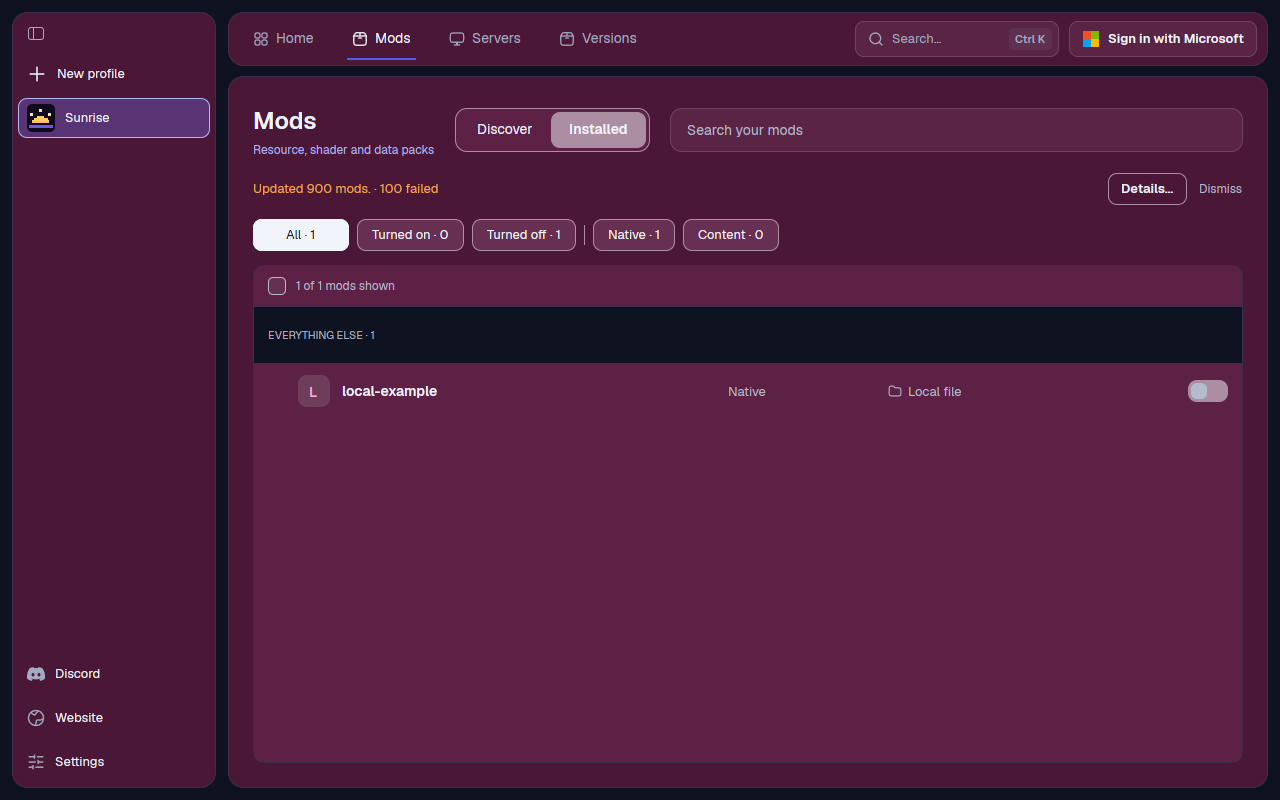 New profile
Sunrise
Discord
Website
Settings
Home
Mods
Servers
Versions
Search...
Ctrl K
Sign in with Microsoft
Mods
Resource, shader and data packs
Discover
Installed
Search your mods
Updated 900 mods. · 100 failed
Details...
Dismiss
All · 1
Turned on · 0
Turned off · 1
Native · 1
Content · 0
1 of 1 mods shown
EVERYTHING ELSE · 1
L
local-example
Native
Local file